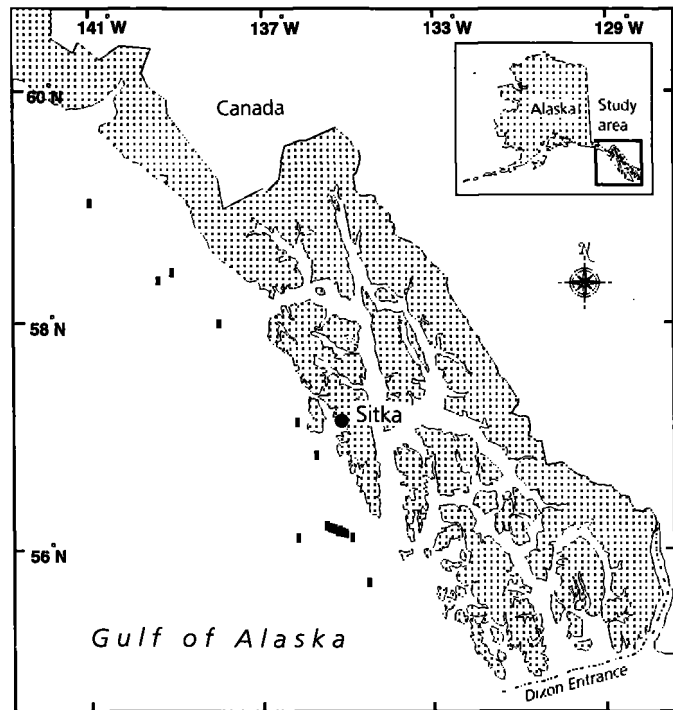 141 W
137 W
133 W
129 W
60 N
Canada
Alaska
Study
area
N
58 N
Sitka
56 N
Gulf of Alaska
Dixon Entrance